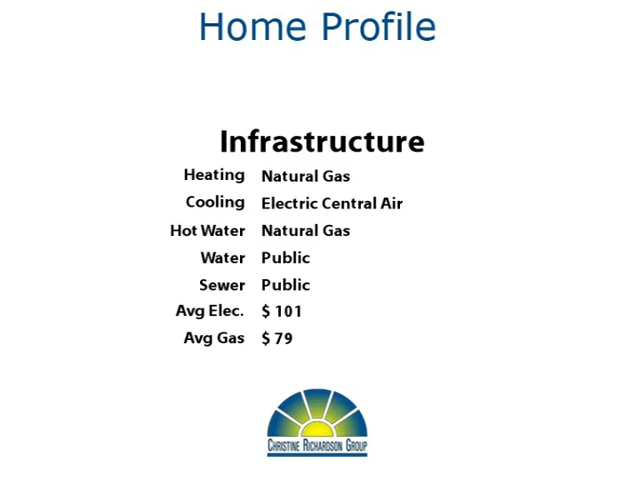 Home Profile
Infrastructure
Heating Natural Gas
Cooling Electric Central Air
Hot Water Natural Gas
Water Public
Sewer Public
Avg Elec. $ 101
Avg Gas $ 79
CHRISTINE RICHARDSON GROUP